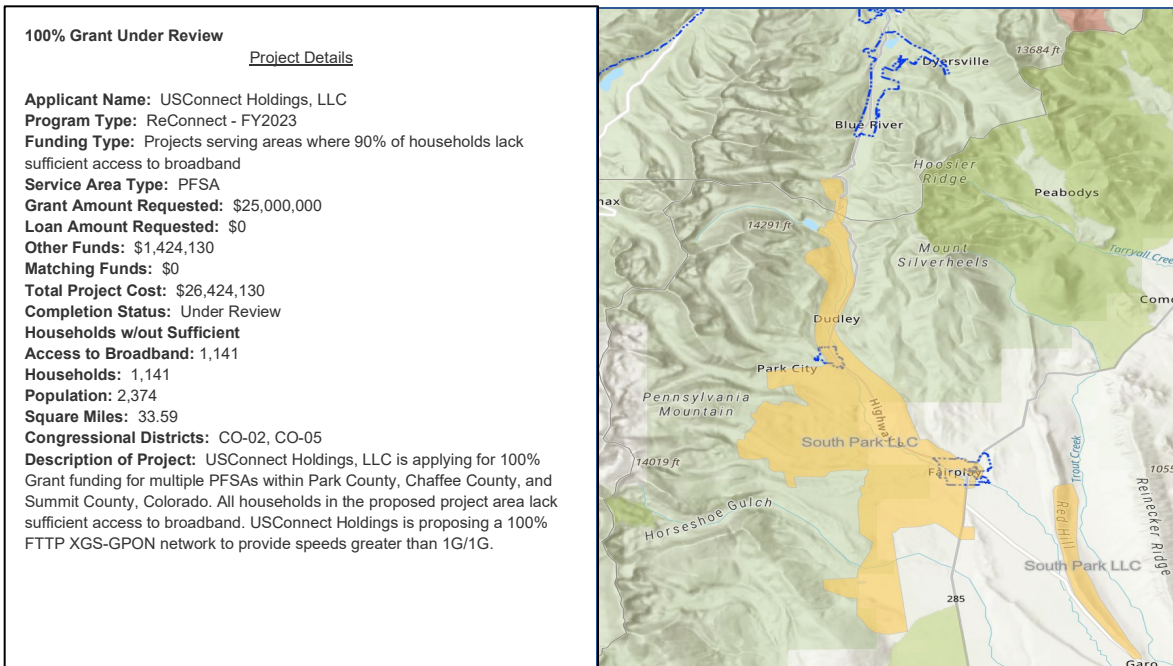 100% Grant Under Review
Project Details
Applicant Name: USConnect Holdings, LLC
Program Type: ReConnect - FY2023
Funding Type: Projects serving areas where 90% of households lack
sufficient access to broadband
Service Area Type: PFSA
Grant Amount Requested: $25,000,000
Loan Amount Requested: $0
Other Funds: $1,424,130
Matching Funds: $0
Total Project Cost: $26,424,130
Completion Status: Under Review
Households w/out Sufficient
Access to Broadband: 1,141
Households: 1,141
Population: 2,374
Square Miles: 33.59
Congressional Districts: CO-02, CO-05
Description of Project: USConnect Holdings, LLC is applying for 100%
Grant funding for multiple PFSAs within Park County, Chaffee County, and
Summit County, Colorado. All households in the proposed project area lack
sufficient access to broadband. USConnect Holdings is proposing a 100%
FTTP XGS-GPON network to provide speeds greater than 1G/1G.
13684 ft
Dyersville
Blue River
Hoosier
Ridge
Peabodys
max
14291 ft
Mount
Silverheels
Tarryall Creek
Como
Dudley
Park City
Pennsylvania
Mountain
Highway
South Park LLC
14019 ft
Fairplay
Trout Creek
1055
Reinecker Ridge
Red Hill
Horseshoe Gulch
South Park LLC
285
Garo